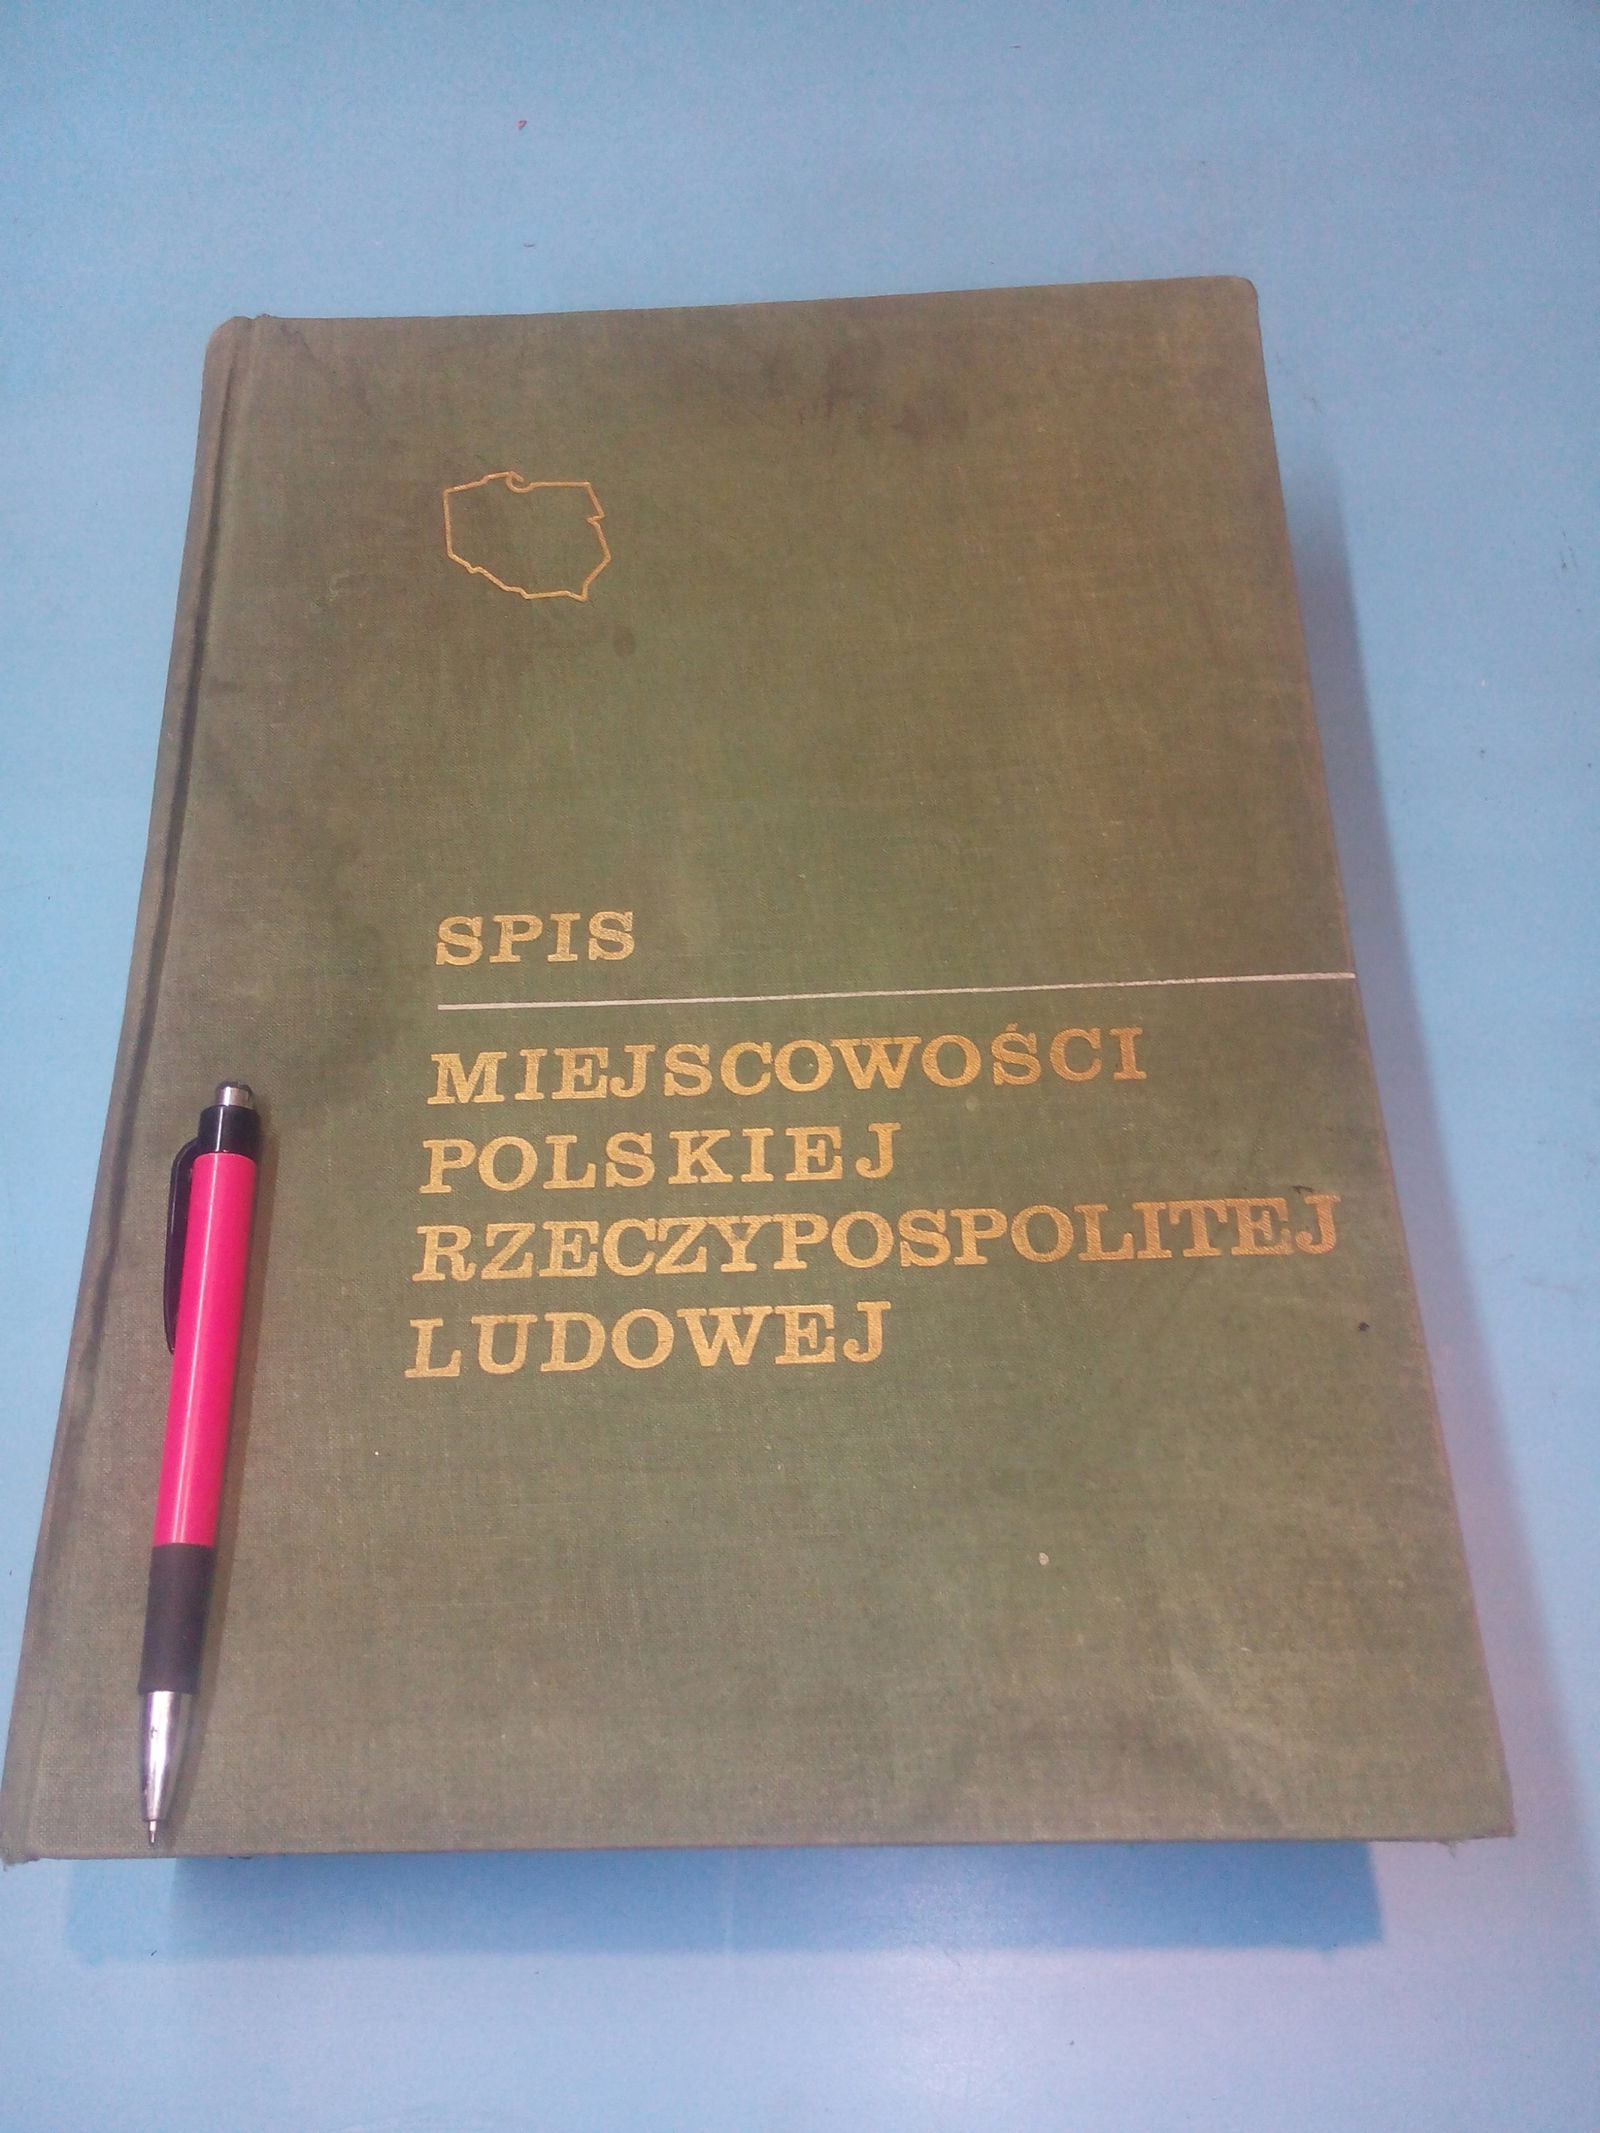 SPIS
MIEJSCOWOŚCI
POLSKIEJ
RZECZYPOSPOLITEJ
LUDOWEJ